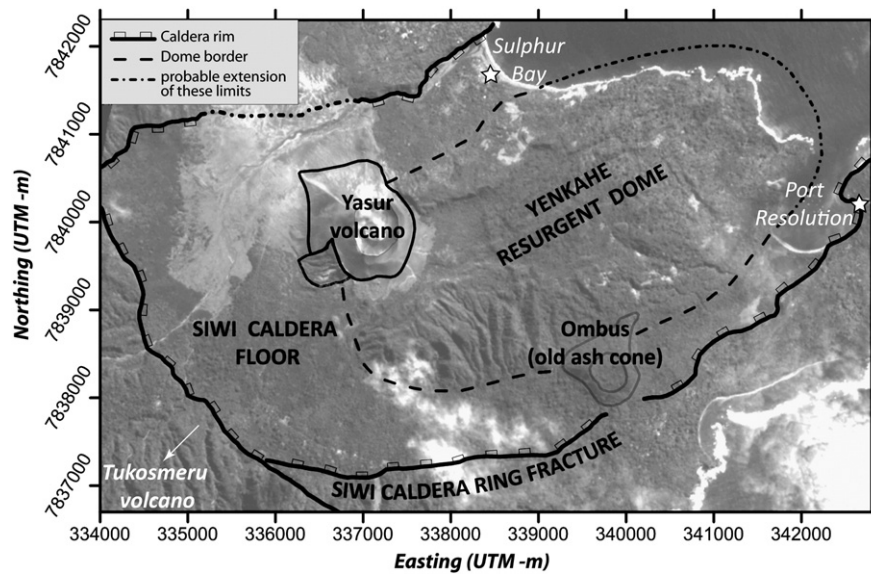 Caldera rim
Dome border
probable extension
of these limits
Sulphur
Bay
Yasur
volcano
YENKAHE
RESURGENT DOME
Port
Resolution
SIWI CALDERA
FLOOR
Ombus
(old ash cone)
Tukosmeru
volcano
SIWI CALDERA RING FRACTURE
Northing (UTM -m)
7842000
7841000
7840000
7839000
7838000
7837000
334000 335000 336000 337000 338000 339000 340000 341000 342000
Easting (UTM -m)